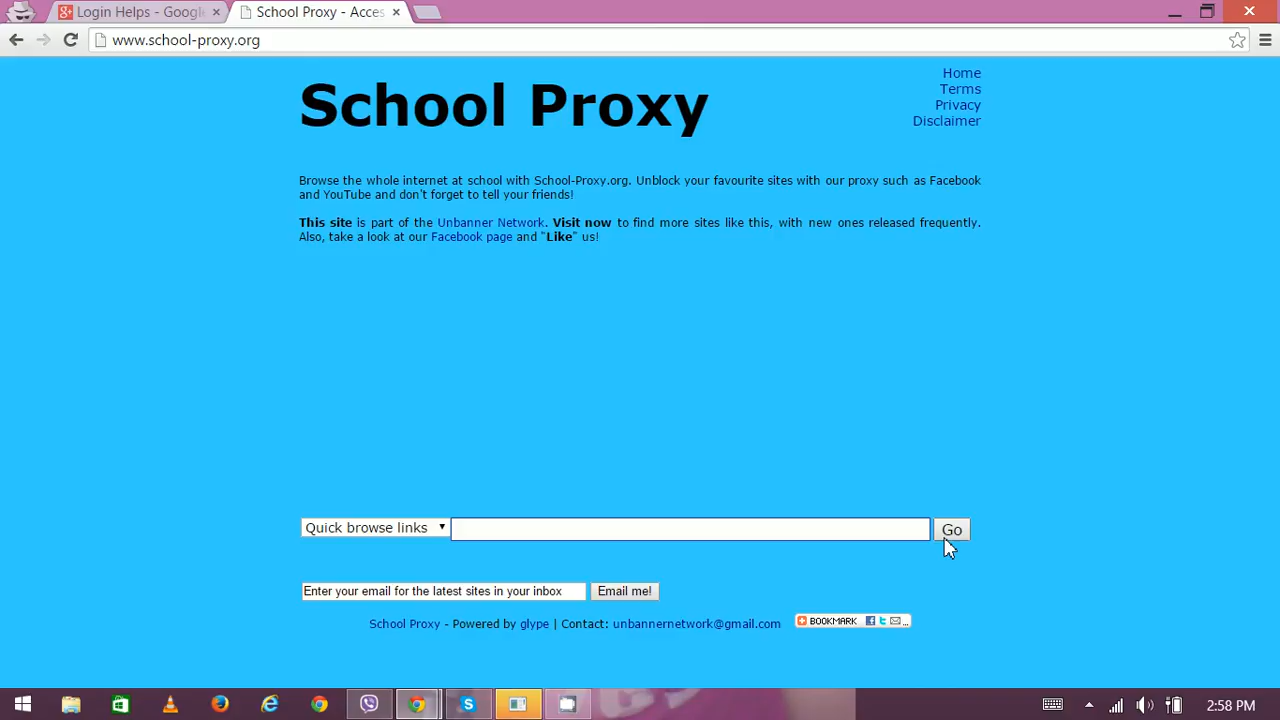 Login Helps - Googl
School Proxy - Acces
www.school-proxy.org
Home
Terms
Privacy
Disclaimer
School Proxy
Browse the whole internet at school with School-Proxy.org. Unblock your favourite sites with our proxy such as Facebook
and YouTube and don't forget to tell your friends!
This site is part of the Unbanner Network. Visit now to find more sites like this, with new ones released frequently.
Also, take a look at our Facebook page and "Like" us!
Quick browse links
Go
Enter your email for the latest sites in your inbox
Email me!
School Proxy - Powered by glype | Contact: unbannernetwork@gmail.com
BOOKMARK
...
2:58 PM